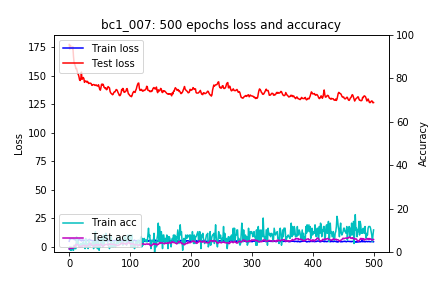 bc1_007: 500 epochs loss and accuracy
Train loss
Test loss
Train acc
Test acc
Loss
Accuracy
175
150
125
100
75
50
25
0
100
80
60
40
20
0
0
100
200
300
400
500